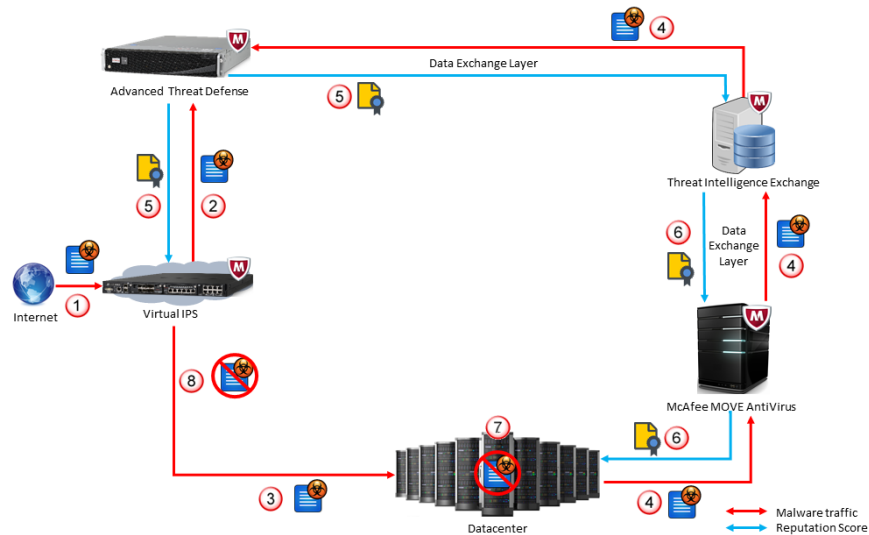 4
Data Exchange Layer
5
Advanced Threat Defense
Threat Intelligence Exchange
5
2
6
Data
Exchange
Layer
4
Internet
1
Virtual IPS
8
McAfee MOVE AntiVirus
7
6
3
4
Datacenter
Malware traffic
Reputation Score
M
M
M
M